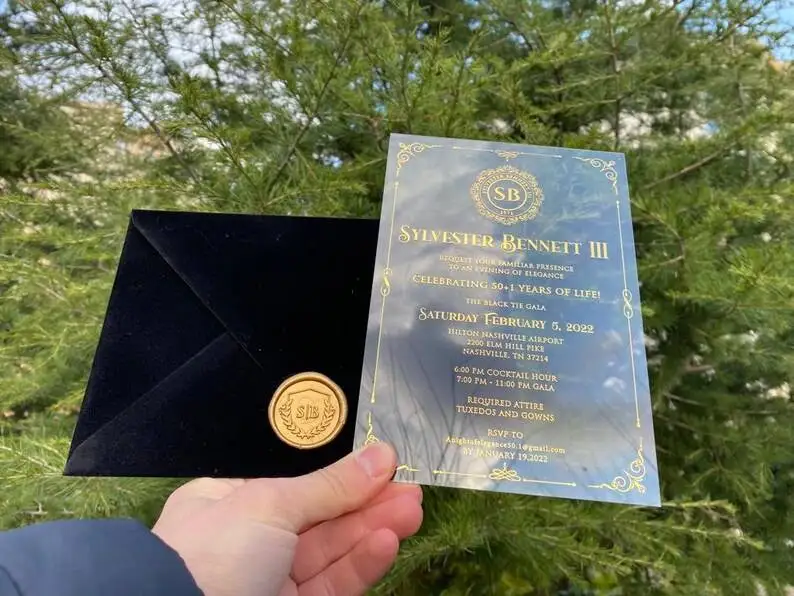 SB
1971
SYLVESTER BENNETT III
REQUEST YOUR FAMILIAR PRESENCE
TO AN EVENING OF ELEGANCE
CELEBRATING 50+1 YEARS OF LIFE!
THE BLACK TIE GALA
SATURDAY FEBRUARY 5, 2022
HILTON NASHVILLE AIRPORT
2200 ELM HILL PIKE
NASHVILLE, TN 37214
6:00 PM COCKTAIL HOUR
7:00 PM - 11:00 PM GALA
REQUIRED ATTIRE
TUXEDOS AND GOWNS
RSVP TO
BY JANUARY 19,2022
S|B